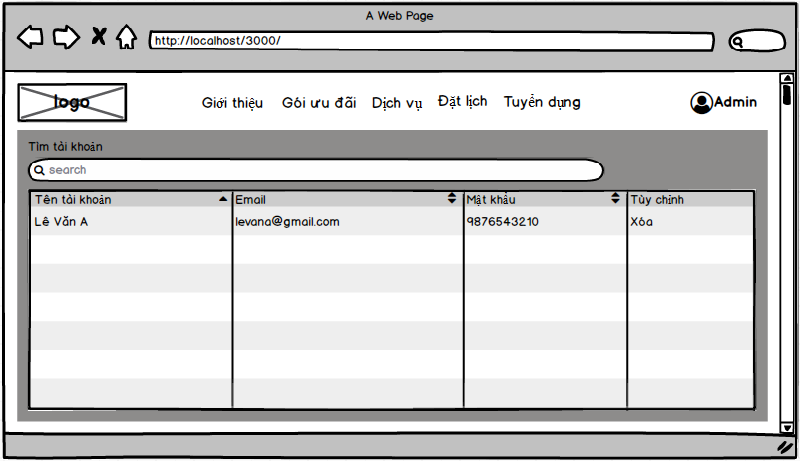 A Web Page
http://localhost/3000/
logo
Giới thiệu Gói ưu đãi Dịch vụ Đặt lịch Tuyển dụng Admin
Tìm tài khoản
search
Tên tài khoản Email Mật khẩu Tùy chỉnh
Lê Văn A levana@gmail.com 9876543210 Xóa